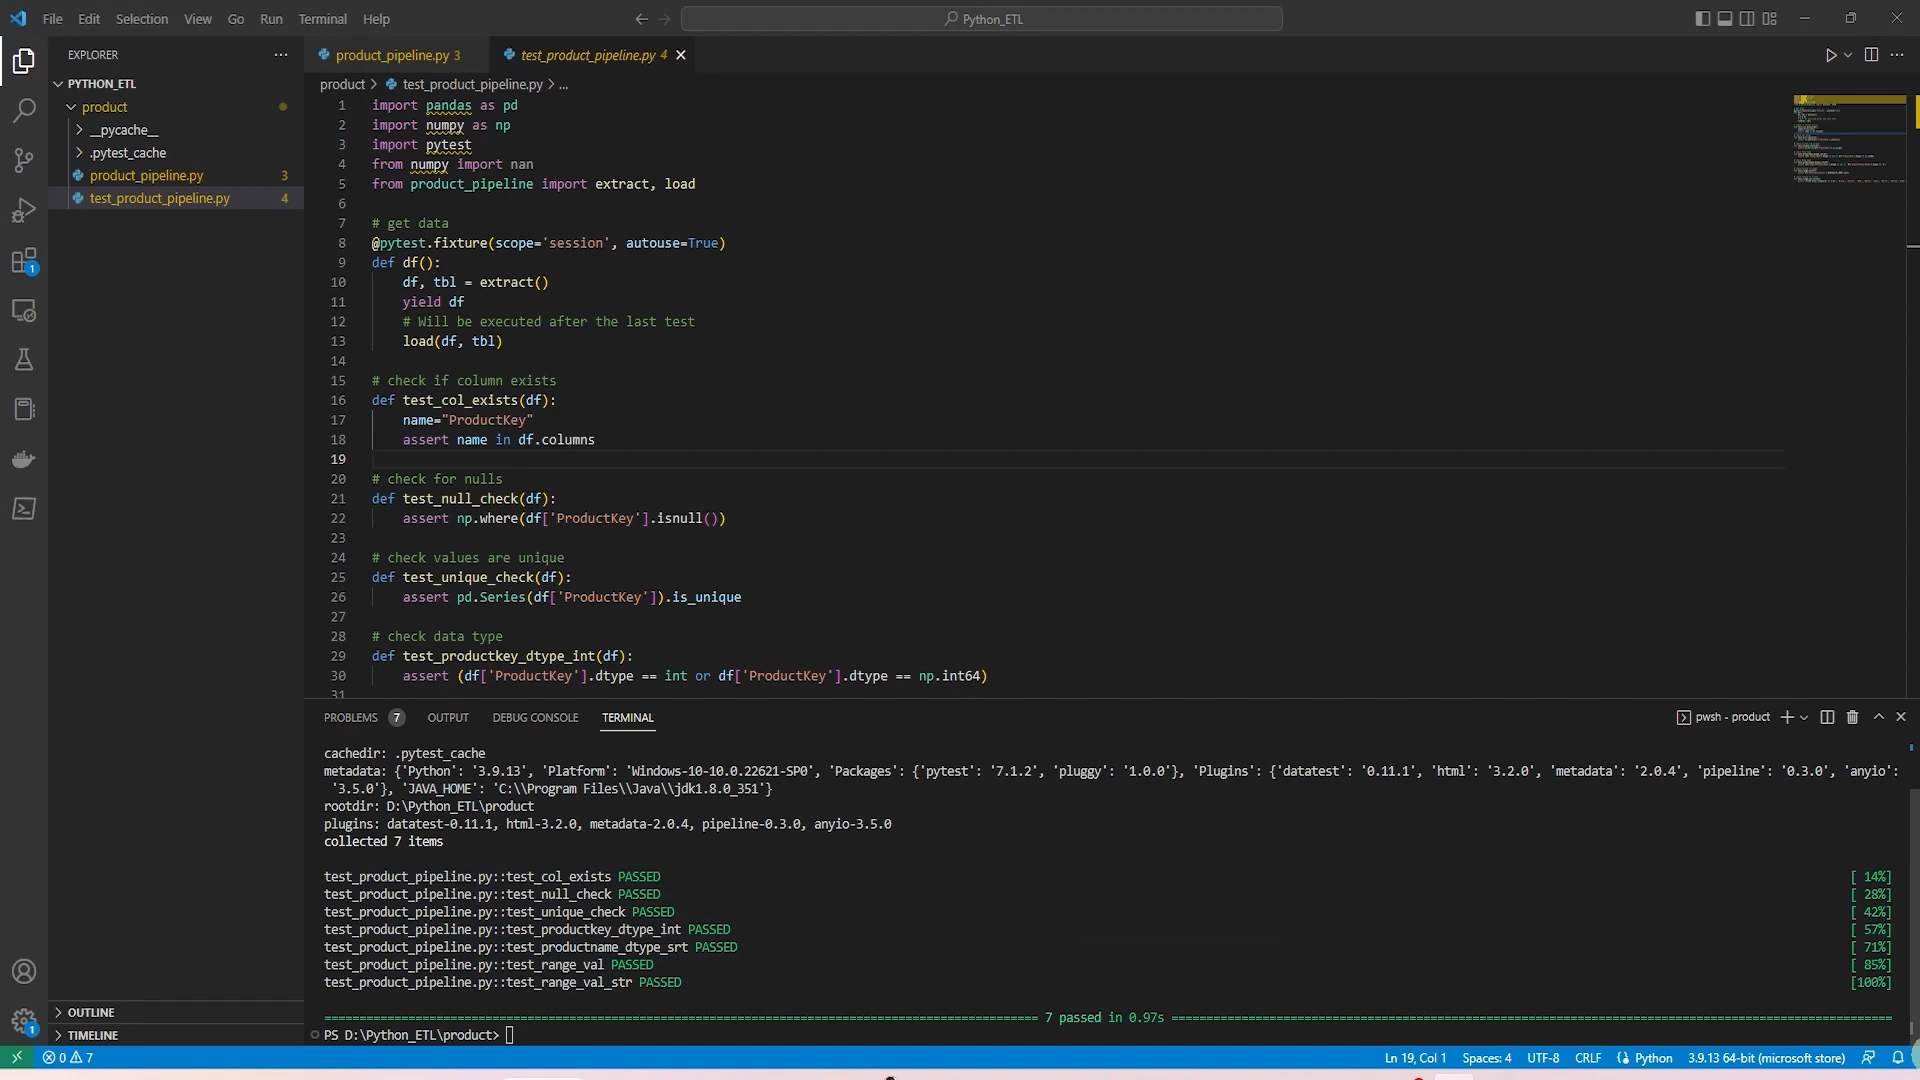 File Edit Selection View Go Run Terminal Help
Python_ETL
EXPLORER
PYTHON_ETL
product
__pycache__
.pytest_cache
product_pipeline.py 3
test_product_pipeline.py 4
OUTLINE
TIMELINE
product_pipeline.py 3 test_product_pipeline.py 4
product > test_product_pipeline.py > ...
1 import pandas as pd
2 import numpy as np
3 import pytest
4 from numpy import nan
5 from product_pipeline import extract, load
6
7 # get data
8 @pytest.fixture(scope='session', autouse=True)
9 def df():
10 df, tbl = extract()
11 yield df
12 # Will be executed after the last test
13 load(df, tbl)
14
15 # check if column exists
16 def test_col_exists(df):
17 name="ProductKey"
18 assert name in df.columns
19
20 # check for nulls
21 def test_null_check(df):
22 assert np.where(df['ProductKey'].isnull())
23
24 # check values are unique
25 def test_unique_check(df):
26 assert pd.Series(df['ProductKey']).is_unique
27
28 # check data type
29 def test_productkey_dtype_int(df):
30 assert (df['ProductKey'].dtype == int or df['ProductKey'].dtype == np.int64)
31
PROBLEMS 7 OUTPUT DEBUG CONSOLE TERMINAL
pwsh - product
cachedir: .pytest_cache
metadata: {'Python': '3.9.13', 'Platform': 'Windows-10-10.0.22621-SP0', 'Packages': {'pytest': '7.1.2', 'pluggy': '1.0.0'}, 'Plugins': {'datatest': '0.11.1', 'html': '3.2.0', 'metadata': '2.0.4', 'pipeline': '0.3.0', 'anyio':
'3.5.0'}, 'JAVA_HOME': 'C:\\Program Files\\Java\\jdk1.8.0_351'}
rootdir: D:\Python_ETL\product
plugins: datatest-0.11.1, html-3.2.0, metadata-2.0.4, pipeline-0.3.0, anyio-3.5.0
collected 7 items
test_product_pipeline.py::test_col_exists PASSED [ 14%]
test_product_pipeline.py::test_null_check PASSED [ 28%]
test_product_pipeline.py::test_unique_check PASSED [ 42%]
test_product_pipeline.py::test_productkey_dtype_int PASSED [ 57%]
test_product_pipeline.py::test_productname_dtype_srt PASSED [ 71%]
test_product_pipeline.py::test_range_val PASSED [ 85%]
test_product_pipeline.py::test_range_val_str PASSED [100%]
7 passed in 0.97s
PS D:\Python_ETL\product>
0 7 Ln 19, Col 1 Spaces: 4 UTF-8 CRLF Python 3.9.13 64-bit (microsoft store)